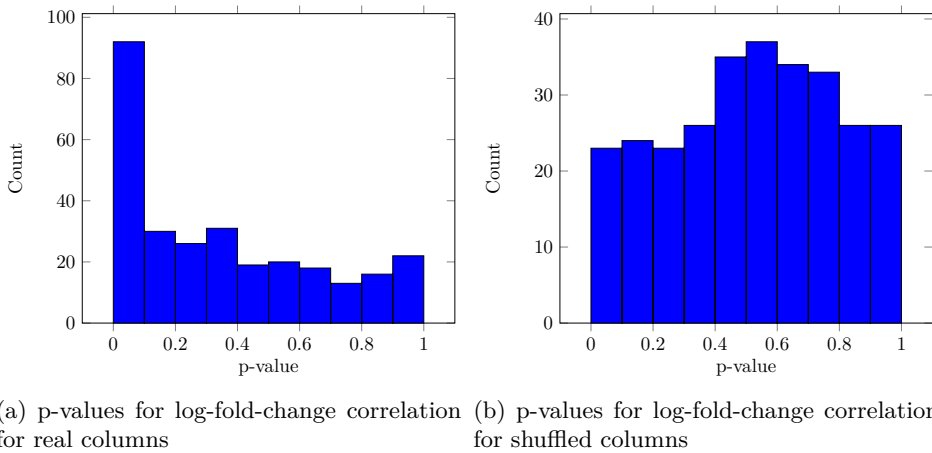 100
80
60
40
20
0
Count
0 0.2 0.4 0.6 0.8 1
p-value
(a) p-values for log-fold-change correlation
for real columns
40
30
20
10
0
Count
0 0.2 0.4 0.6 0.8 1
p-value
(b) p-values for log-fold-change correlation
for shuffled columns